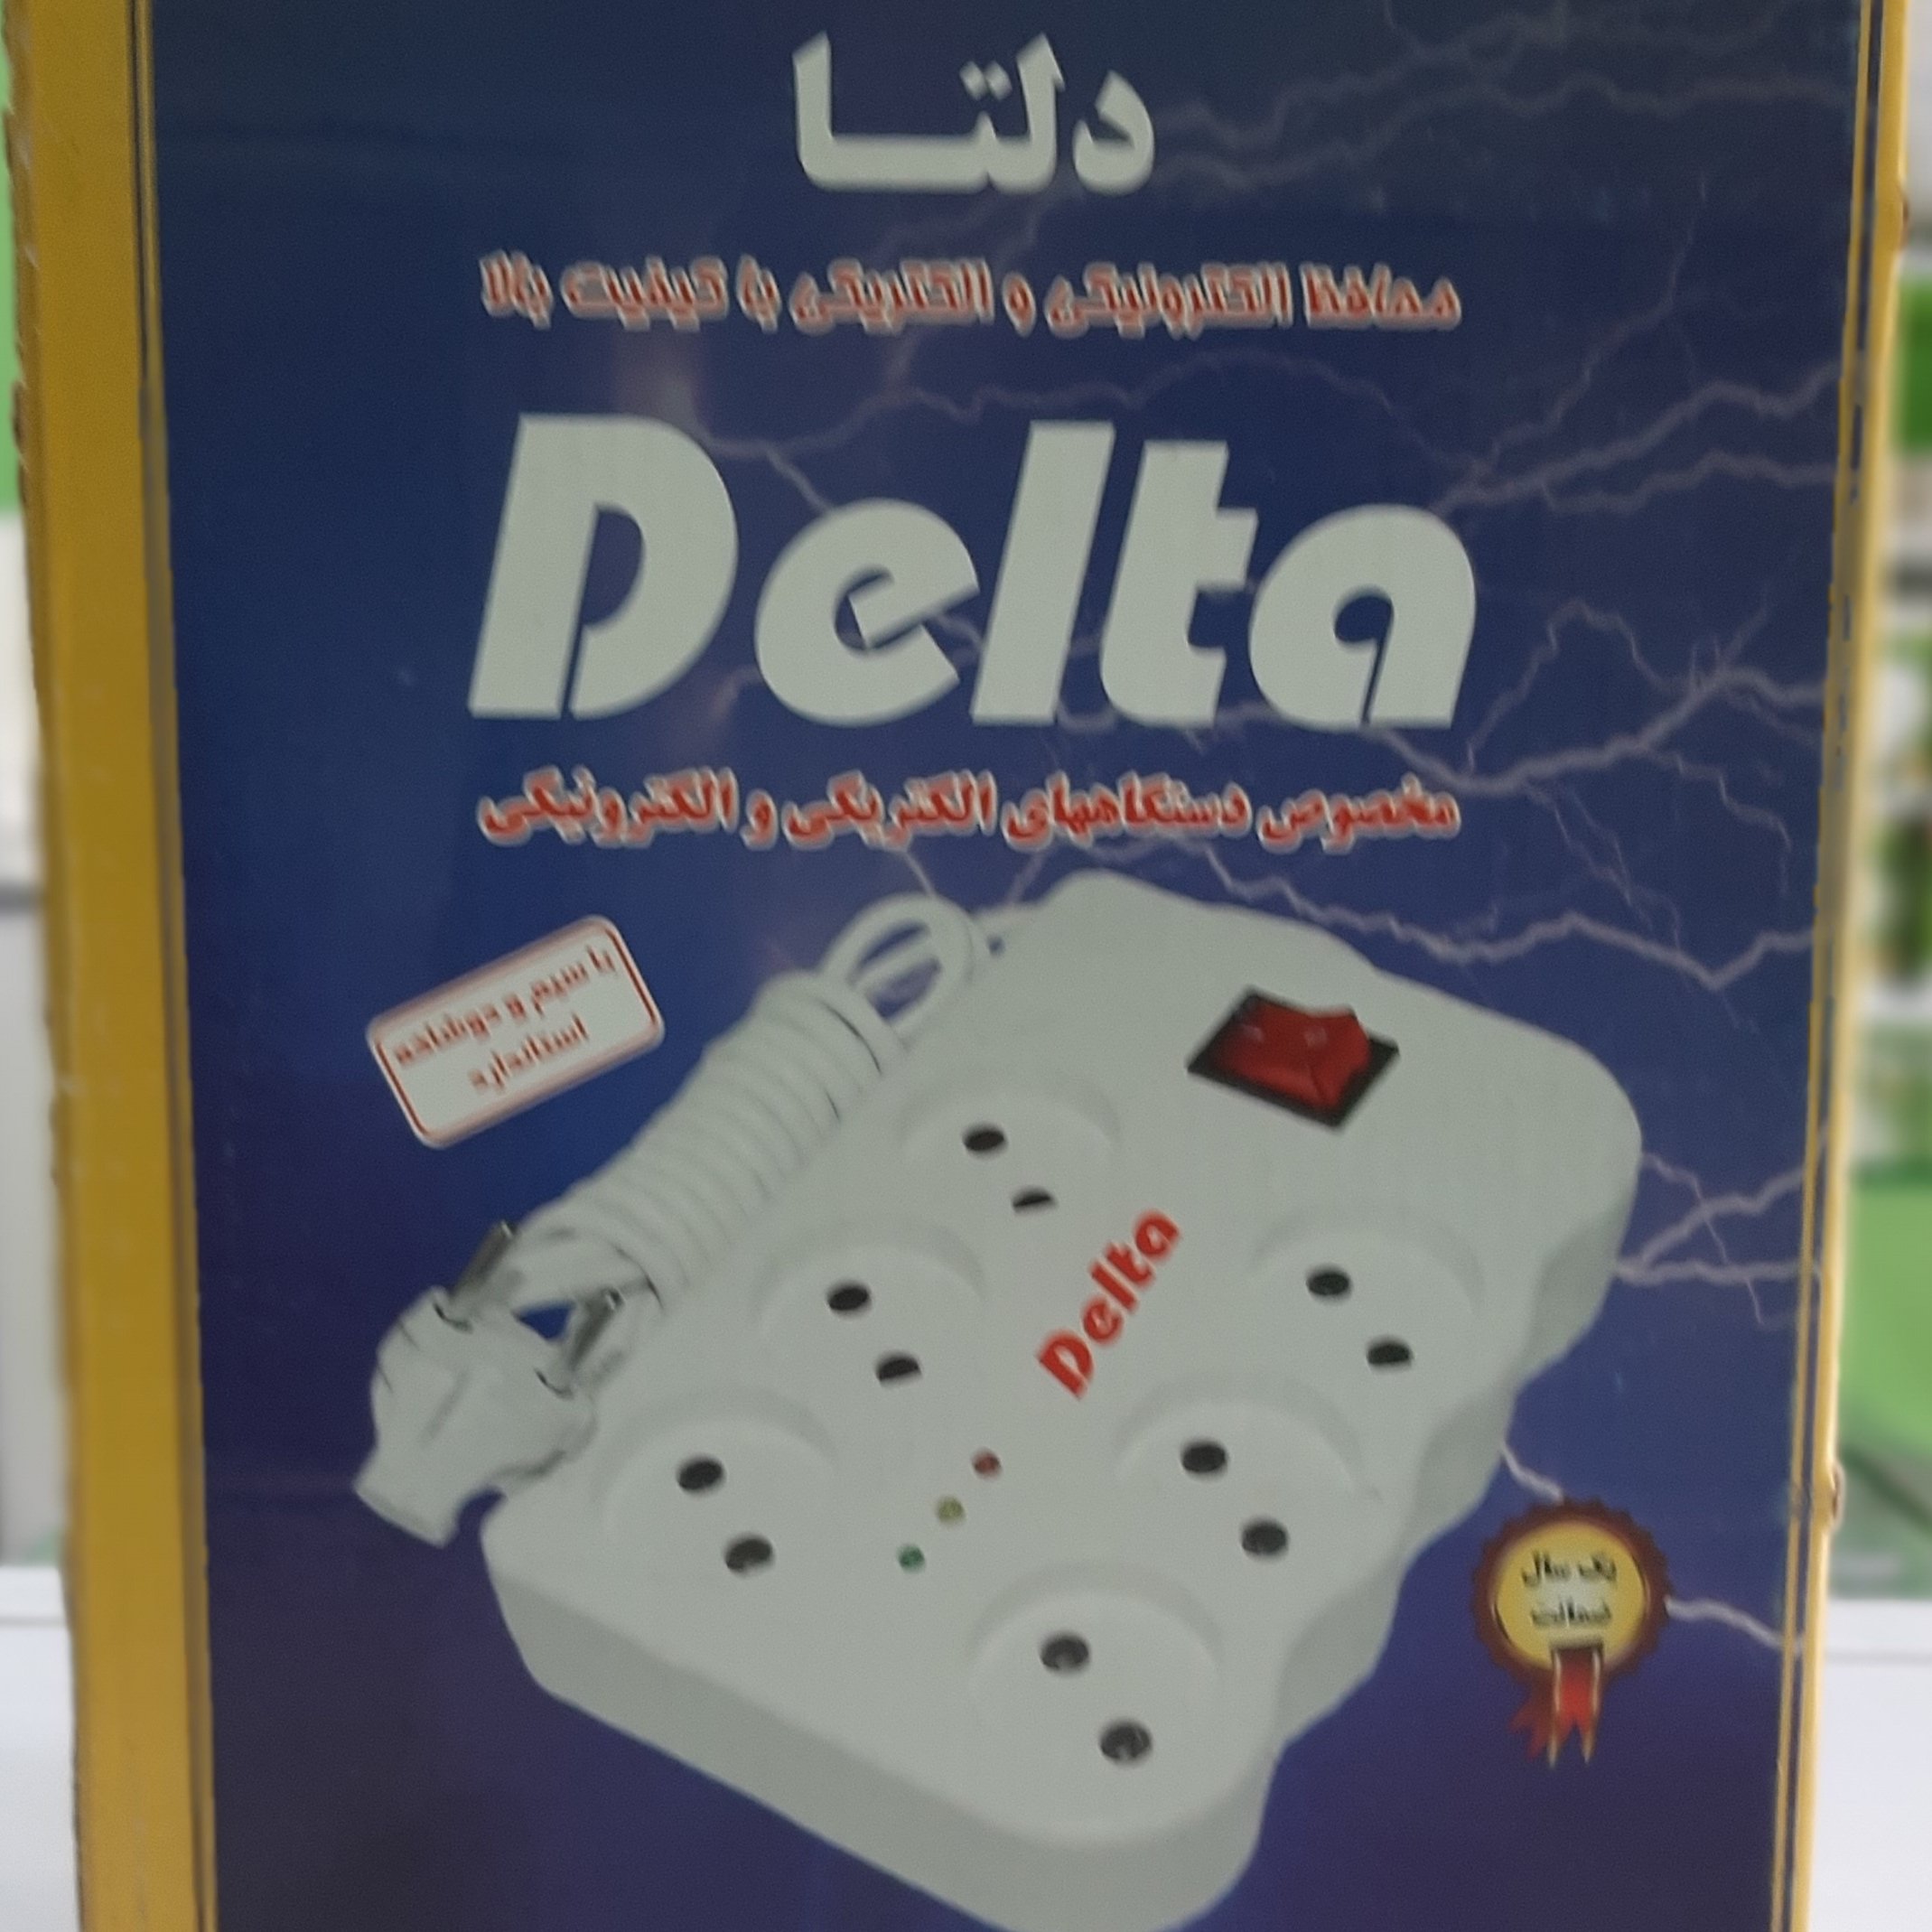 دلتا
محافظ الکترونیکی و الکتریکی با کیفیت بالا
Delta
مخصوص دستگاههای الکتریکی و الکترونیکی
با سیم و دوشاخه
استاندارد
Delta
یک سال
ضمانت